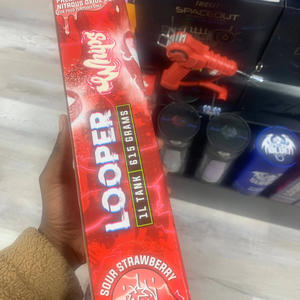 NITROUS OXIDE
Whips
LOOPER
1L TANK | 615 GRAMS
SOUR STRAWBERRY
SPACEOUT